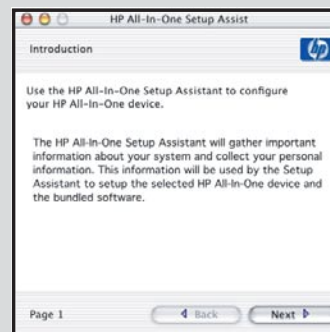 HP All-In-One Setup Assist
Introduction
hp
Use the HP All-In-One Setup Assistant to configure
your HP All-In-One device.
The HP All-In-One Setup Assistant will gather important
information about your system and collect your personal
information. This information will be used by the Setup
Assistant to setup the selected HP All-In-One device and
the bundled software.
Page 1
Back
Next